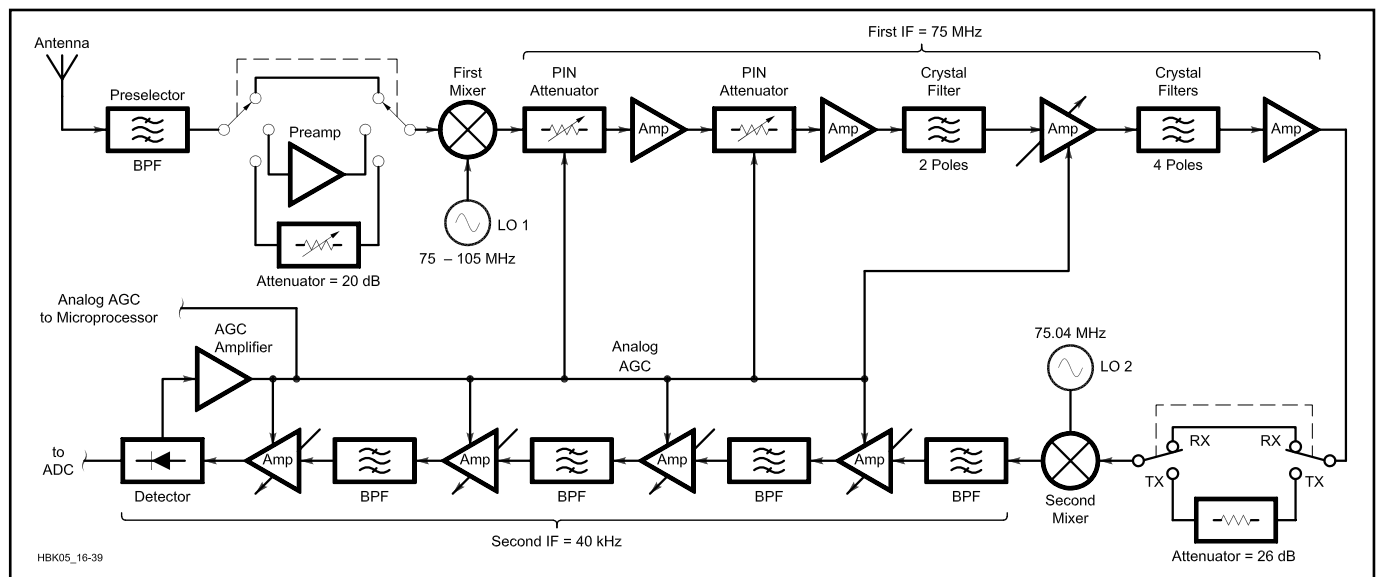 First IF = 75 MHz
Antenna
Preselector
BPF
Preamp
Attenuator = 20 dB
First
Mixer
LO 1
75 – 105 MHz
PIN
Attenuator
Amp
PIN
Attenuator
Amp
Crystal
Filter
2 Poles
Amp
Crystal
Filters
4 Poles
Amp
Analog AGC
to Microprocessor
AGC
Amplifier
Analog
AGC
75.04 MHz
LO 2
to
ADC
Detector
Amp
BPF
Amp
BPF
Amp
BPF
Amp
BPF
Second
Mixer
RX
RX
TX
TX
Attenuator = 26 dB
Second IF = 40 kHz
HBK05_16-39